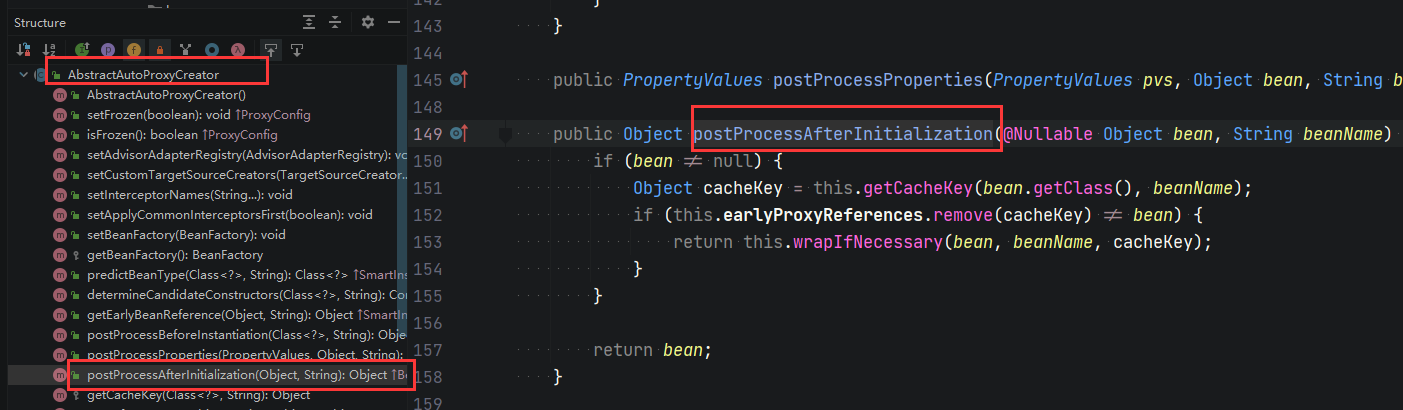 Structure
AbstractAutoProxyCreator
AbstractAutoProxyCreator()
setFrozen(boolean): void ↑ProxyConfig
isFrozen(): boolean ↑ProxyConfig
setAdvisorAdapterRegistry(AdvisorAdapterRegistry): vo
setCustomTargetSourceCreators(TargetSourceCreator...
setInterceptorNames(String...): void
setApplyCommonInterceptorsFirst(boolean): void
setBeanFactory(BeanFactory): void
getBeanFactory(): BeanFactory
predictBeanType(Class<?>, String): Class<?> ↑SmartIns
determineCandidateConstructors(Class<?>, String): Co
getEarlyBeanReference(Object, String): Object ↑SmartI
postProcessBeforeInstantiation(Class<?>, String): Obje
postProcessProperties(PropertyValues, Object, String):
postProcessAfterInitialization(Object, String): Object ↑Be
getCacheKey(Class<?>, String): Object
142 }
143 }
144
145 public PropertyValues postProcessProperties(PropertyValues pvs, Object bean, String b
148
149 public Object postProcessAfterInitialization(@Nullable Object bean, String beanName)
150 if (bean ≠ null) {
151 Object cacheKey = this.getCacheKey(bean.getClass(), beanName);
152 if (this.earlyProxyReferences.remove(cacheKey) ≠ bean) {
153 return this.wrapIfNecessary(bean, beanName, cacheKey);
154 }
155 }
156
157 return bean;
158 }
159